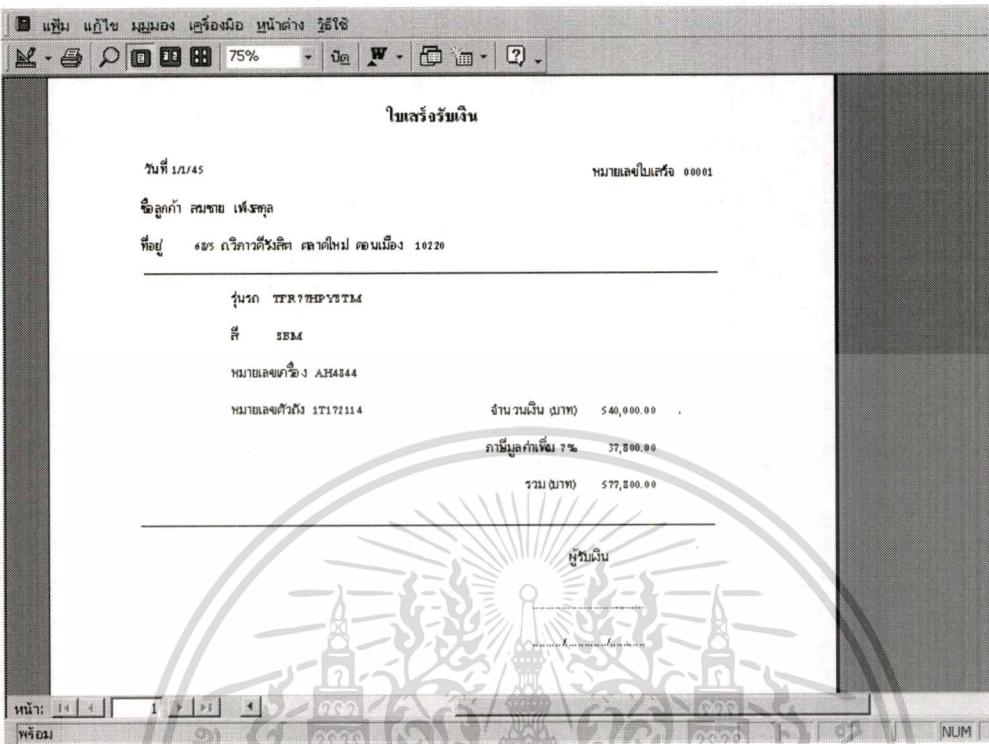 แฟ้ม แก้ไข มุมมอง เครื่องมือ หน้าต่าง วิธีใช้
75% ปิด
ใบเสร็จรับเงิน
วันที่ 1/1/45 หมายเลขใบเสร็จ 00001
ชื่อลูกค้า สมชาย
ที่อยู่ 68/5 ถ.วิภาวดีรังสิต ตลาดใหม่ ดอนเมือง 10220
รุ่นรถ TFR77HPYSTM
สี SBM
หมายเลขเครื่อง AH4844
หมายเลขตัวถัง 1T172114 จำนวนเงิน (บาท) 540,000.00
ภาษีมูลค่าเพิ่ม 7% 37,800.00
รวม (บาท) 577,800.00
ผู้รับเงิน
หน้า: 1
พร้อม NUM